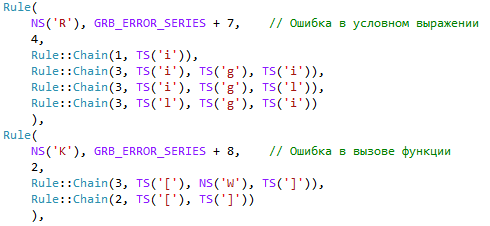 Rule(
NS('R'), GRB_ERROR_SERIES + 7,    // Ошибка в условном выражении
4,
Rule::Chain(1, TS('i')),
Rule::Chain(3, TS('i'), TS('g'), TS('i')),
Rule::Chain(3, TS('i'), TS('g'), TS('l')),
Rule::Chain(3, TS('l'), TS('g'), TS('i'))
),
Rule(
NS('K'), GRB_ERROR_SERIES + 8,    // Ошибка в вызове функции
2,
Rule::Chain(3, TS('['), NS('W'), TS(']')),
Rule::Chain(2, TS('['), TS(']'))
),